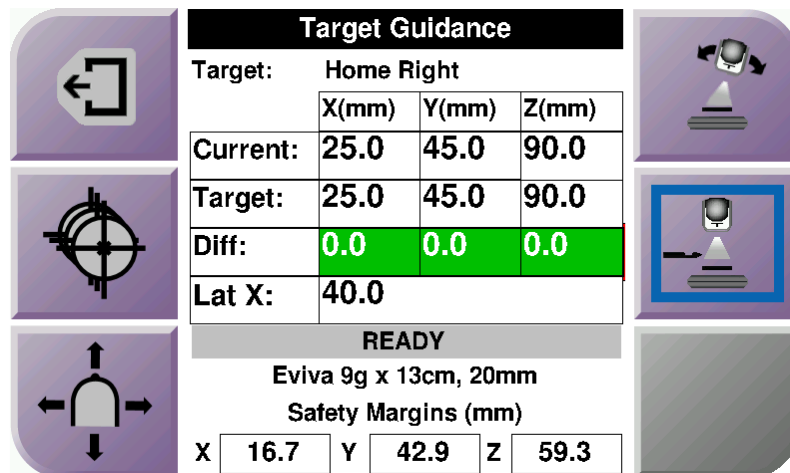 Target Guidance
Target: Home Right
X(mm) Y(mm) Z(mm)
Current: 25.0 45.0 90.0
Target: 25.0 45.0 90.0
Diff: 0.0 0.0 0.0
Lat X: 40.0
READY
Eviva 9g x 13cm, 20mm
Safety Margins (mm)
X 16.7 Y 42.9 Z 59.3